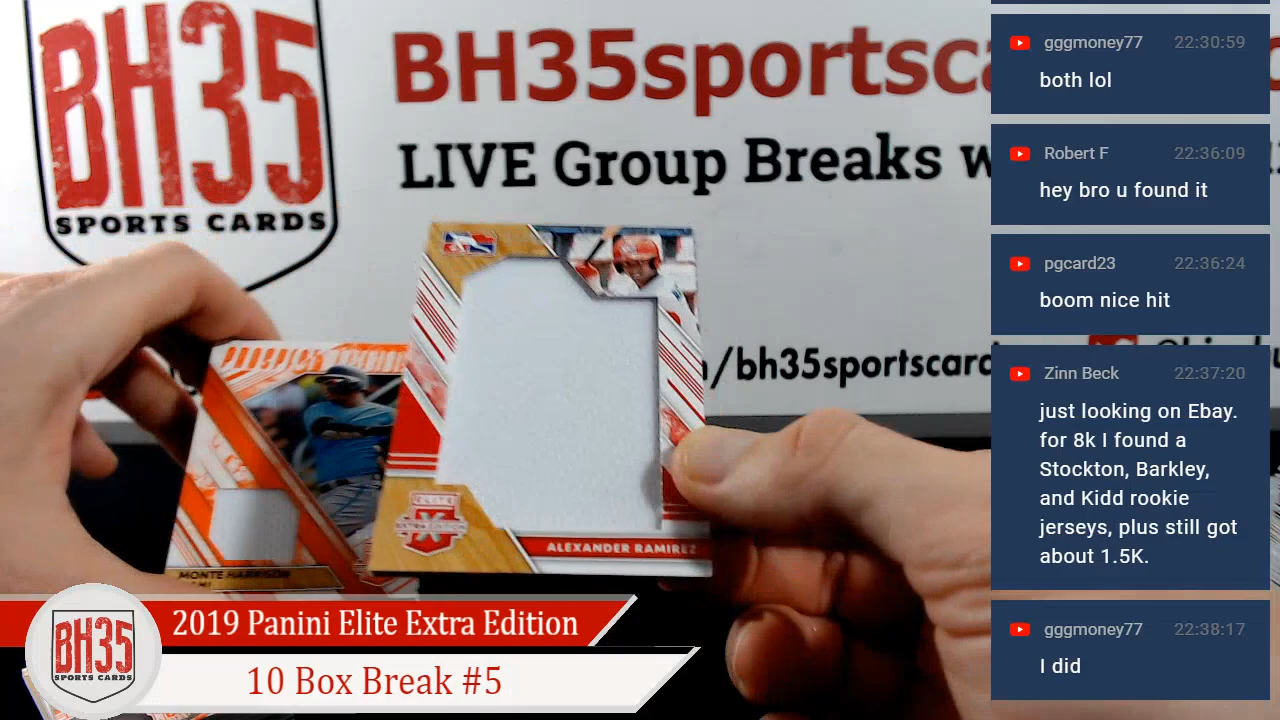 BH35
SPORTS CARDS
BH35sportsca
LIVE Group Breaks w
/bh35sportscard
ELITE
EXTRA EDITION
ALEXANDER RAMIREZ
MONTE HARRISON
BH35
SPORTS CARDS
2019 Panini Elite Extra Edition
10 Box Break #5
gggmoney77 22:30:59
both lol
Robert F 22:36:09
hey bro u found it
pgcard23 22:36:24
boom nice hit
Zinn Beck 22:37:20
just looking on Ebay.
for 8k I found a
Stockton, Barkley,
and Kidd rookie
jerseys, plus still got
about 1.5K.
gggmoney77 22:38:17
I did